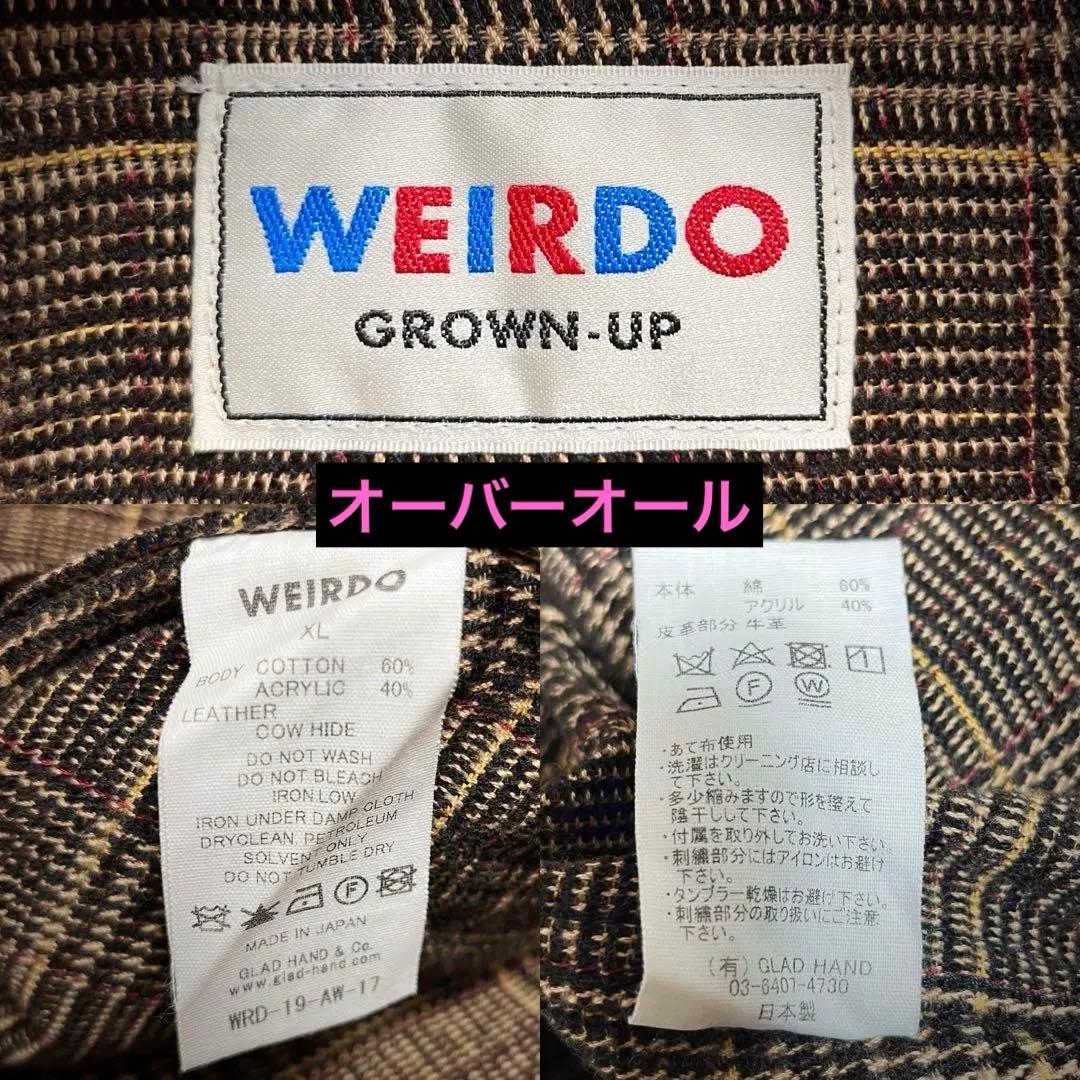 WEIRDO
GROWN-UP
オーバーオール
WEIRDO
XL
BODY COTTON 60%
ACRYLIC 40%
LEATHER
COW HIDE
DO NOT WASH
DO NOT BLEACH
IRON LOW
IRON UNDER DAMP CLOTH
DRYCLEAN, PETROLEUM
SOLVENT ONLY
DO NOT TUMBLE DRY
F
MADE IN JAPAN
GLAD HAND & Co.
www.glad-hand.com
WRD-19-AW-17
本体 綿 60%
アクリル 40%
皮革部分 牛革
1
F W
・あて布使用
・洗濯はクリーニング店に相談し
て下さい。
・多少縮みますので形を整えて
陰干しして下さい。
・付属を取り外してお洗い下さい。
・刺繍部分にはアイロンはお避け
下さい。
・タンブラー乾燥はお避け下さい。
・刺繍部分の取り扱いにご注意
下さい。
(有) GLAD HAND
03-6401-4730
日本製